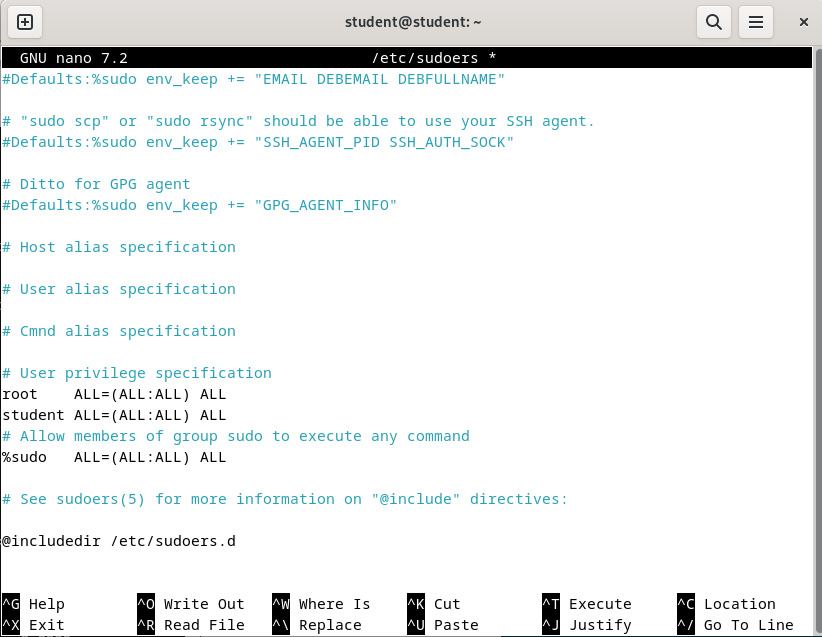 student@student: ~
GNU nano 7.2 /etc/sudoers *
#Defaults:%sudo env_keep += "EMAIL DEBEMAIL DEBFULLNAME"
# "sudo scp" or "sudo rsync" should be able to use your SSH agent.
#Defaults:%sudo env_keep += "SSH_AGENT_PID SSH_AUTH_SOCK"
# Ditto for GPG agent
#Defaults:%sudo env_keep += "GPG_AGENT_INFO"
# Host alias specification
# User alias specification
# Cmnd alias specification
# User privilege specification
root    ALL=(ALL:ALL) ALL
student ALL=(ALL:ALL) ALL
# Allow members of group sudo to execute any command
%sudo   ALL=(ALL:ALL) ALL
# See sudoers(5) for more information on "@include" directives:
@includedir /etc/sudoers.d
^G Help ^O Write Out ^W Where Is ^K Cut ^T Execute ^C Location
^X Exit ^R Read File ^\ Replace ^U Paste ^J Justify ^/ Go To Line